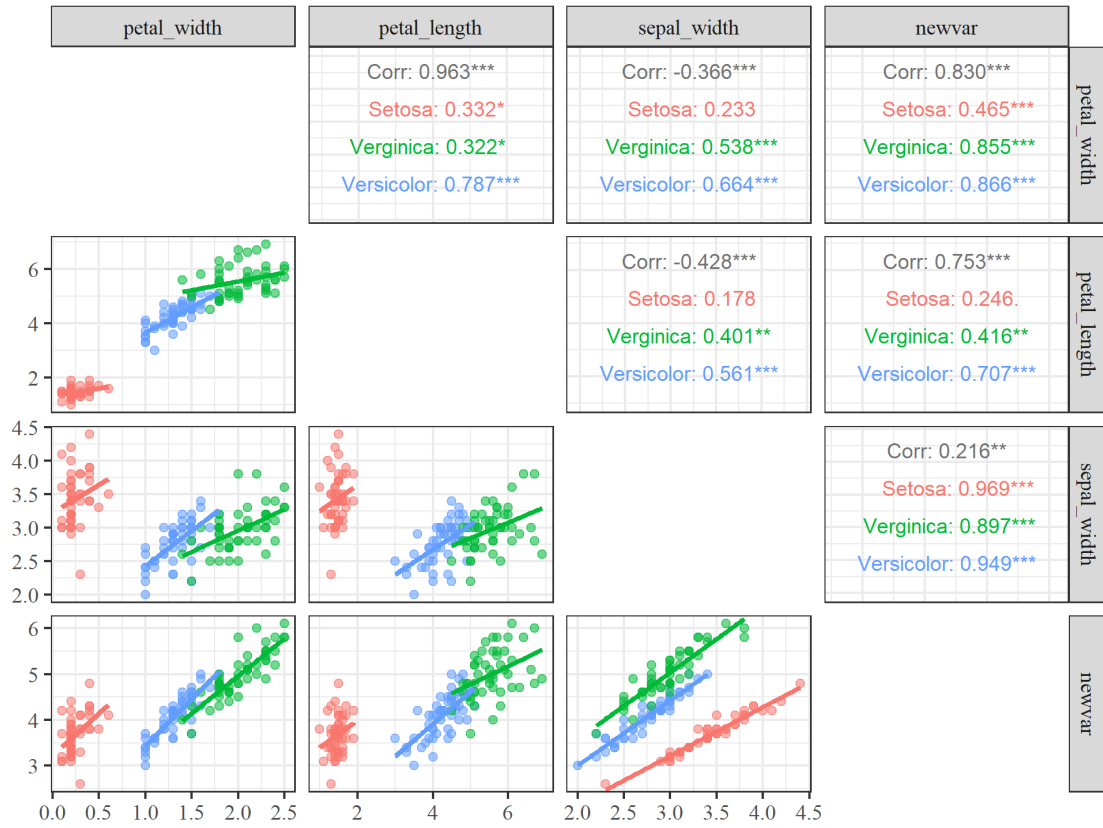 petal_width petal_length sepal_width newvar
Corr: 0.963*** Corr: -0.366*** Corr: 0.830***
Setosa: 0.332* Setosa: 0.233 Setosa: 0.465***
Verginica: 0.322* Verginica: 0.538*** Verginica: 0.855***
Versicolor: 0.787*** Versicolor: 0.664*** Versicolor: 0.866***
petal_width
6
4
2
Corr: -0.428*** Corr: 0.753***
Setosa: 0.178 Setosa: 0.246.
Verginica: 0.401** Verginica: 0.416**
Versicolor: 0.561*** Versicolor: 0.707***
petal_length
4.5
4.0
3.5
3.0
2.5
2.0
Corr: 0.216**
Setosa: 0.969***
Verginica: 0.897***
Versicolor: 0.949***
sepal_width
6
5
4
3
newvar
0.0 0.5 1.0 1.5 2.0 2.5 2 4 6 2.0 2.5 3.0 3.5 4.0 4.5